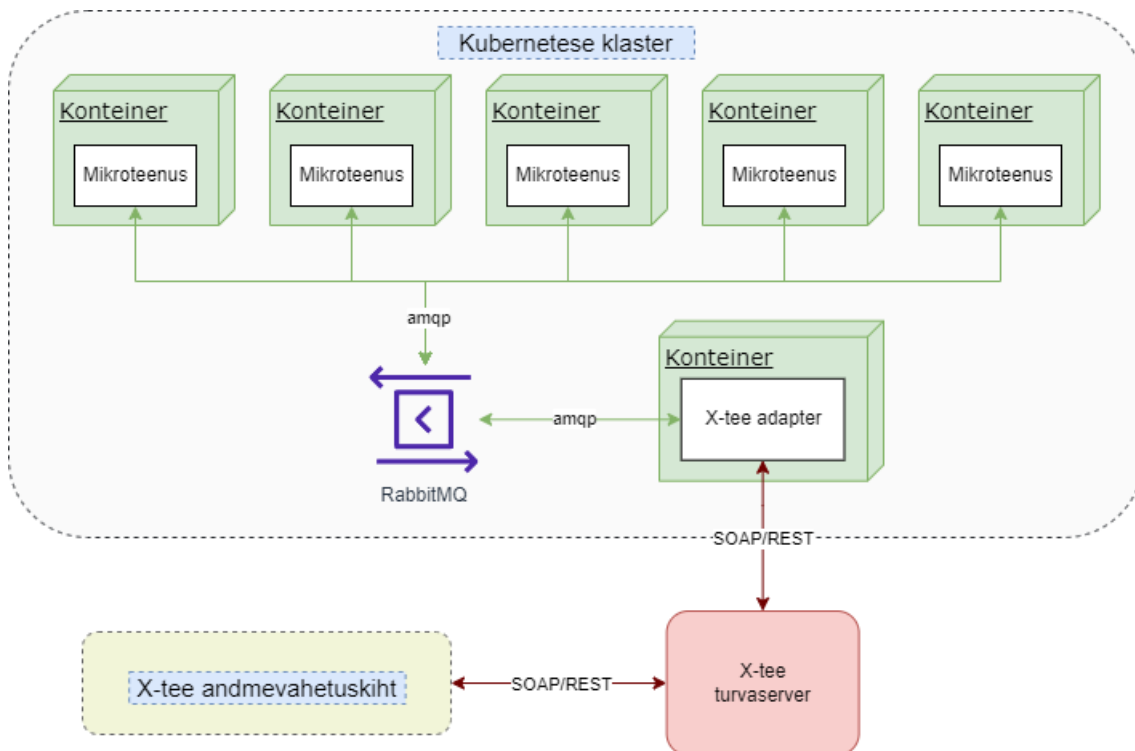 Kubernetese klaster
Konteiner
Konteiner
Konteiner
Konteiner
Konteiner
Mikroteenus
Mikroteenus
Mikroteenus
Mikroteenus
Mikroteenus
amqp
Konteiner
amqp
X-tee adapter
RabbitMQ
SOAP/REST
X-tee
turvaserver
X-tee andmevahetuskiht
SOAP/REST